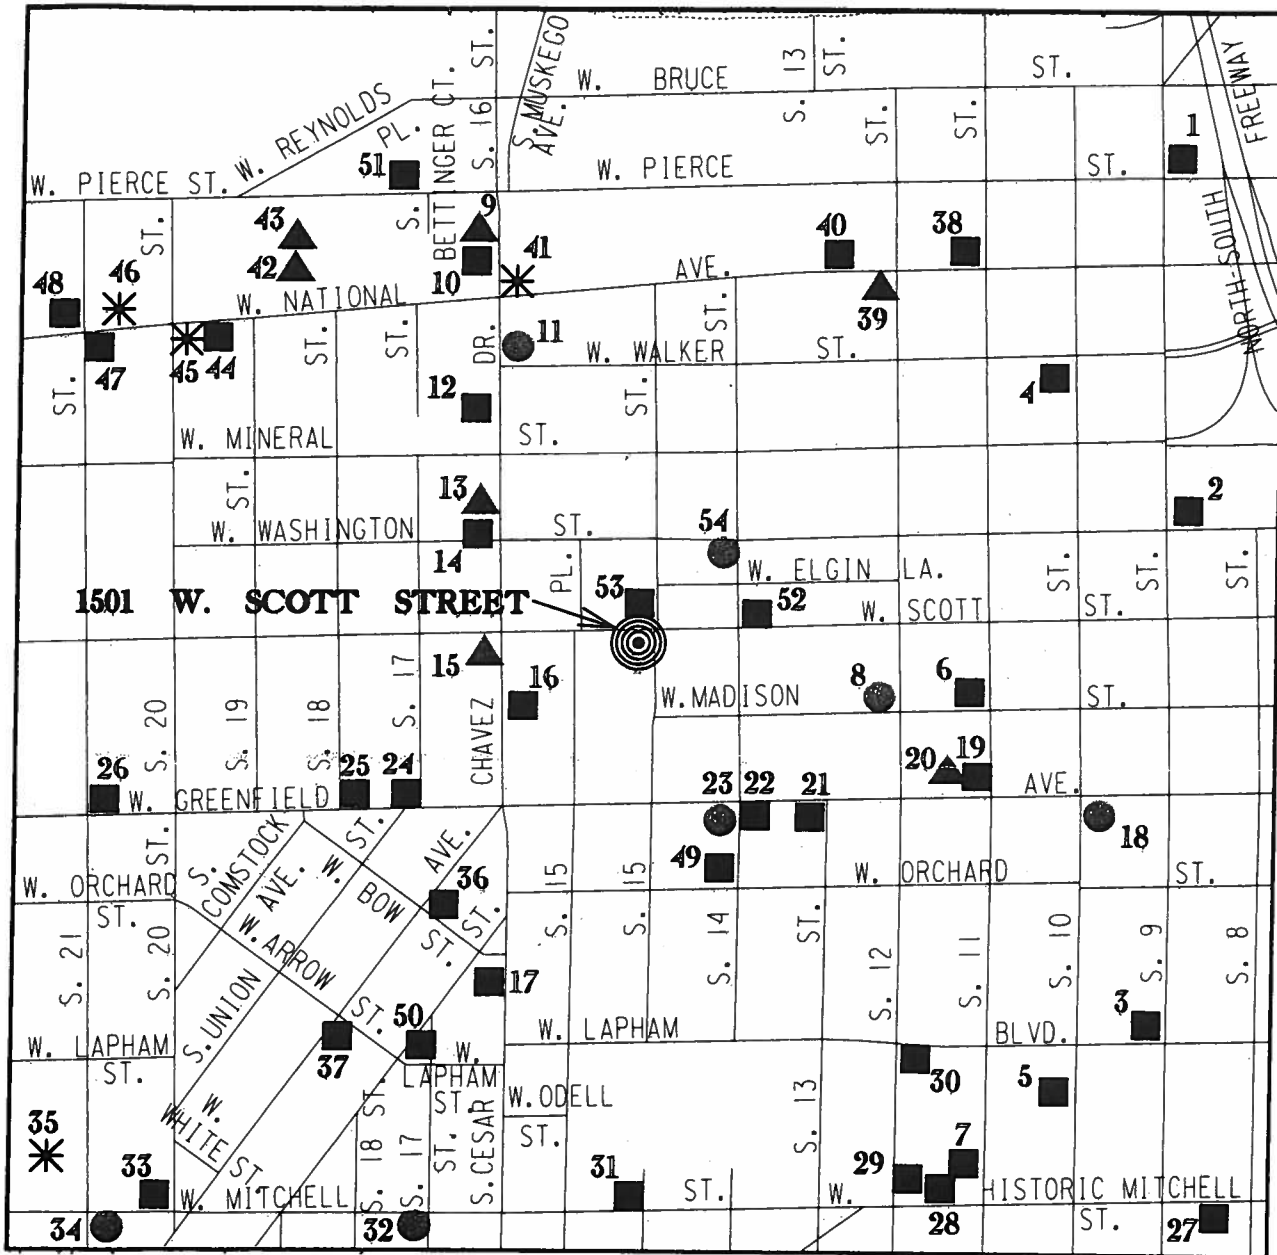 S. MUSKEGO AVE.
S. 16 ST.
S. 13 ST.
W. BRUCE ST.
FREEWAY
NORTH-SOUTH
W. REYNOLDS PL.
S. BETTINGER CT.
ST.
ST.
1
51
W. PIERCE ST.
W. PIERCE ST.
ST.
43
9
40
38
42
10
41
AVE.
48
46
W. NATIONAL
39
47
45
44
ST.
ST.
DR.
11
W. WALKER ST.
ST.
ST.
ST.
12
4
W. MINERAL ST.
ST.
13
2
W. WASHINGTON ST.
54
14
W. ELGIN LA.
PL.
ST.
ST.
ST.
1501 W. SCOTT STREET
53
52
W. SCOTT ST.
15
16
W. MADISON ST.
8
6
S. 20
S. 19
S. 18
S. 17
CHAVEZ
26
25
24
23
22
21
20
19
W. GREENFIELD AVE.
18
S. COMSTOCK AVE.
ST.
AVE.
ST.
49
W. ORCHARD ST.
W. ORCHARD ST.
W. BOW ST.
36
ST.
S. 15
S. 15
S. 14
ST.
S. 12
S. 11
S. 10
S. 9
S. 8
S. 21
S. 20
S. UNION
W. ARROW ST.
17
50
37
3
W. LAPHAM ST.
W. LAPHAM ST.
W. LAPHAM BLVD.
30
5
W. ODELL ST.
W. WHITE ST.
S. 18 ST.
S. 17
ST.
S. CESAR
S. 13
35
33
31
29
7
28
W. MITCHELL ST.
W. HISTORIC MITCHELL ST.
34
32
27